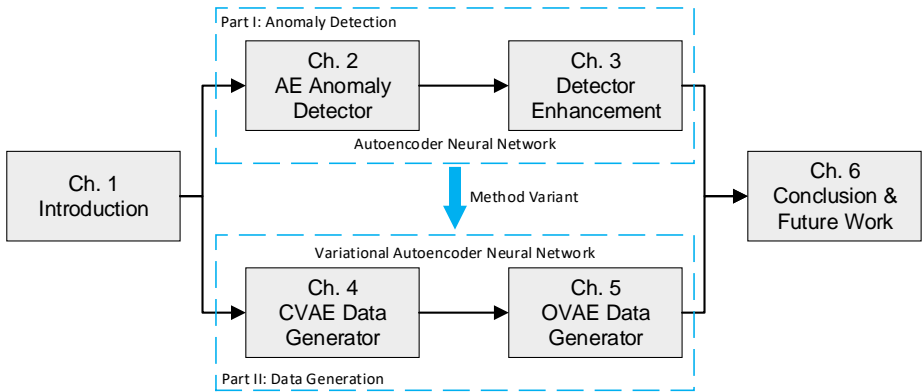 Part I: Anomaly Detection
Ch. 2
AE Anomaly
Detector
Ch. 3
Detector
Enhancement
Autoencoder Neural Network
Ch. 1
Introduction
Method Variant
Ch. 6
Conclusion &
Future Work
Variational Autoencoder Neural Network
Ch. 4
CVAE Data
Generator
Ch. 5
OVAE Data
Generator
Part II: Data Generation